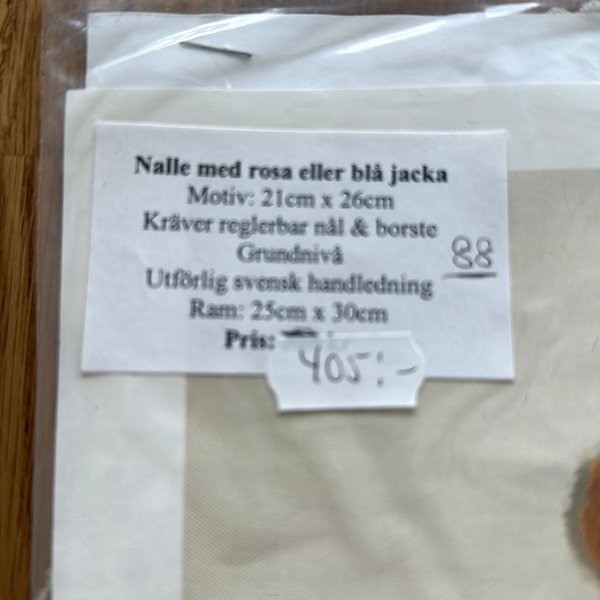 Nalle med rosa eller blå jacka
Motiv: 21cm x 26cm
Kräver reglerbar nål & borste
Grundnivå
88
Utförlig svensk handledning
Ram: 25cm x 30cm
Pris:
405:-